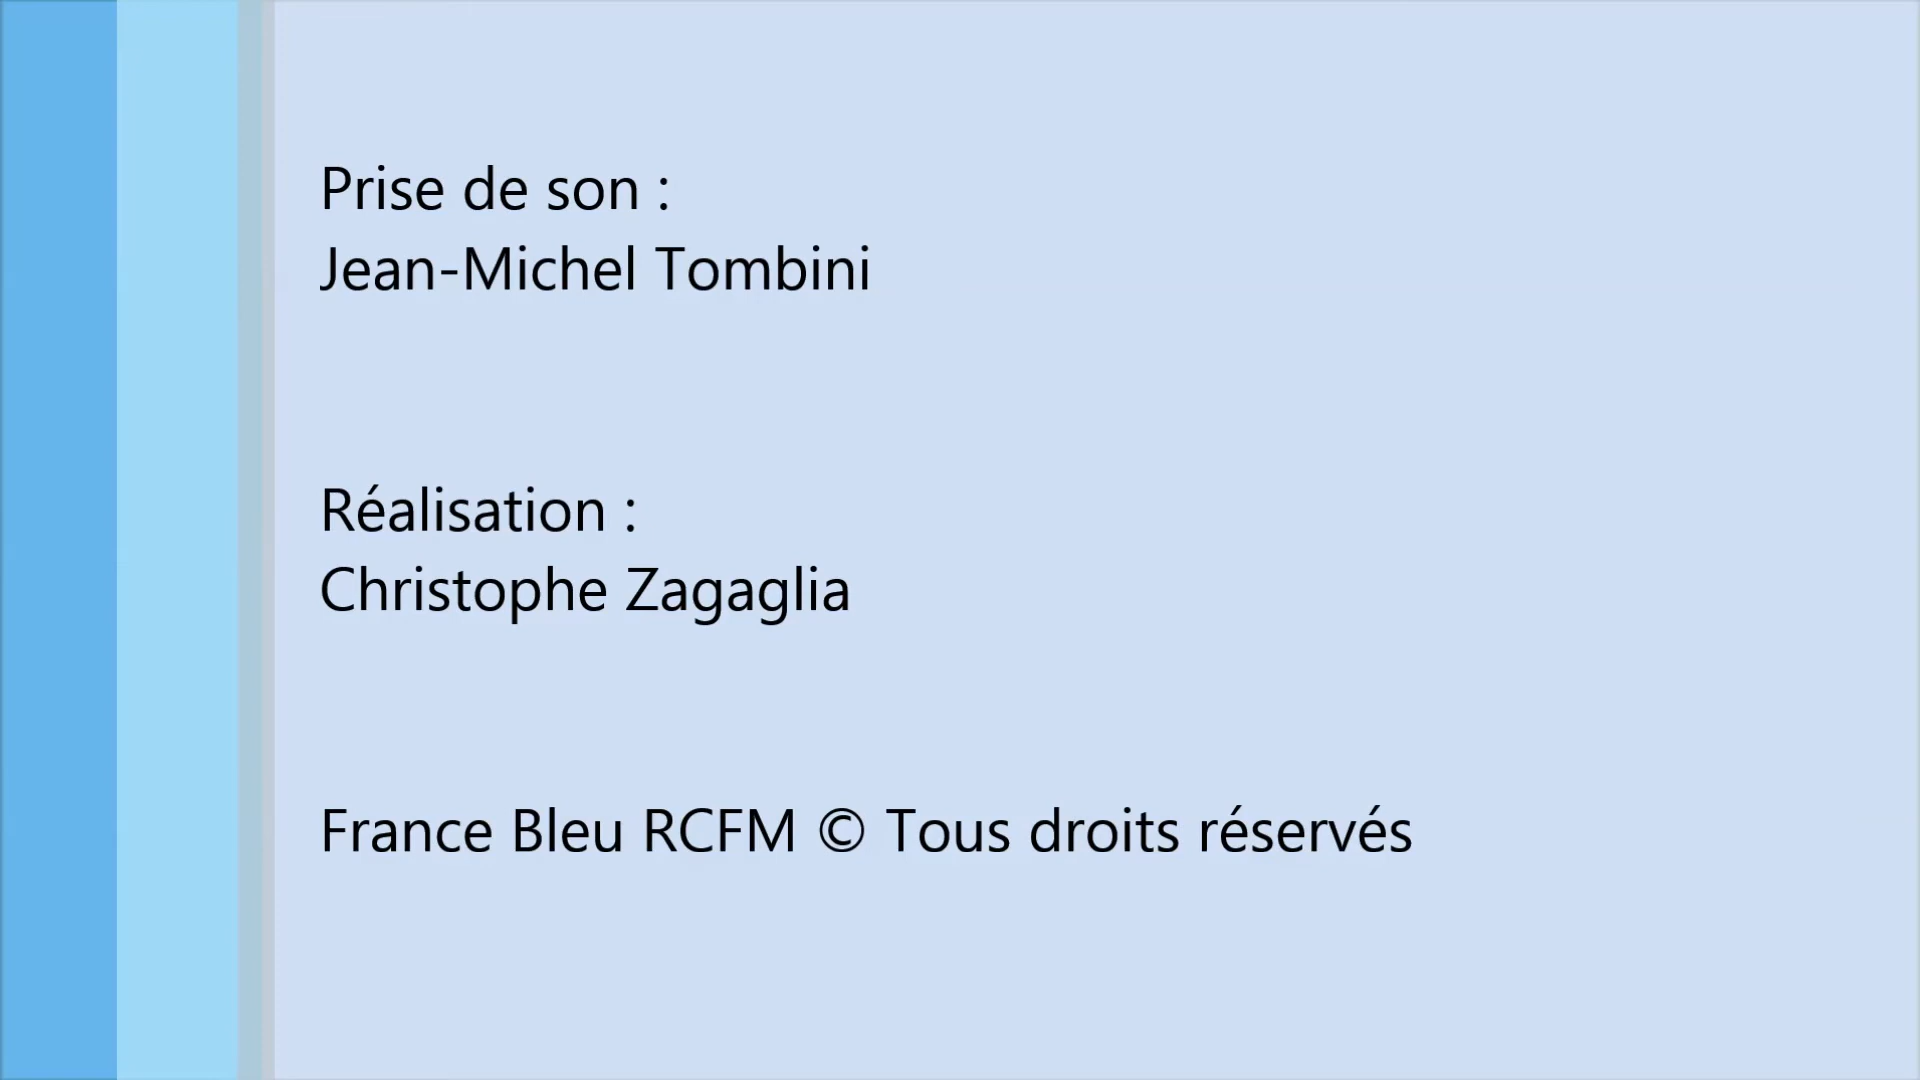 Prise de son :
Jean-Michel Tombini
Réalisation :
Christophe Zagaglia
France Bleu RCFM © Tous droits réservés